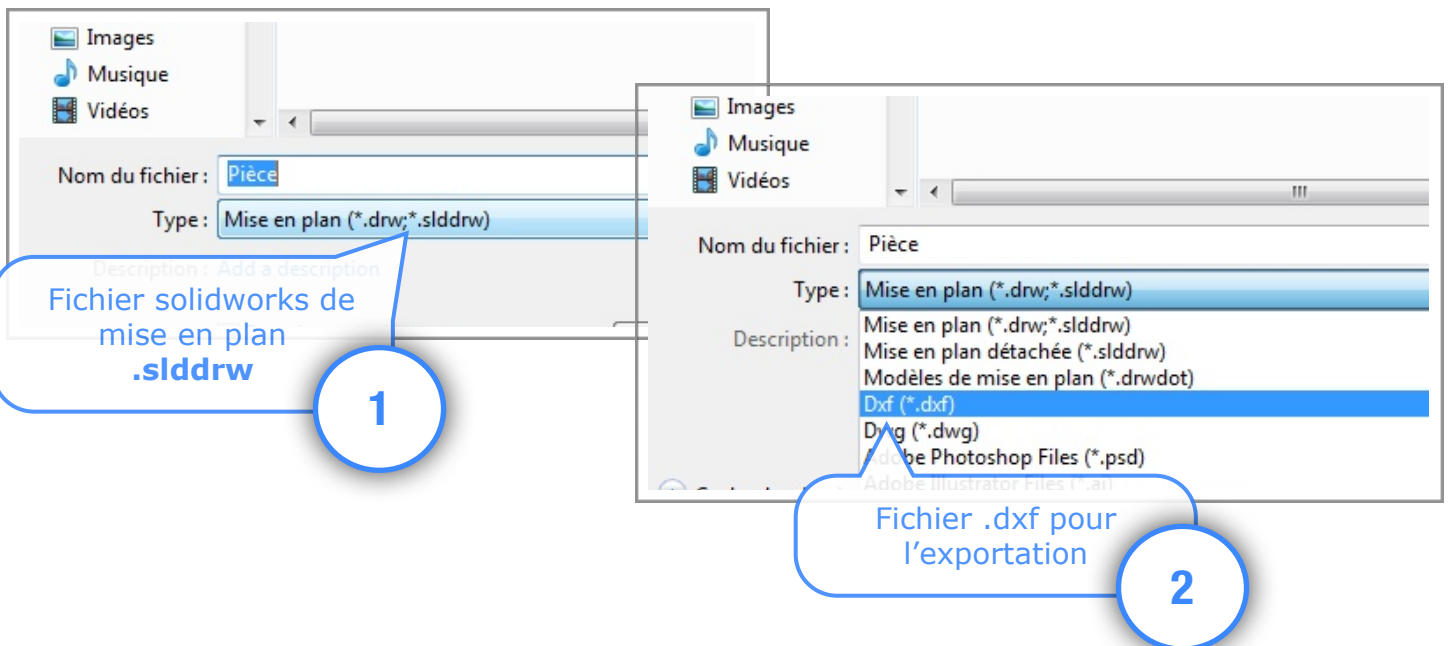 Images
Musique
Vidéos
Nom du fichier : Pièce
Type : Mise en plan (*.drw;*.slddrw)
Description : Add a description
Fichier solidworks de
mise en plan
.slddrw
1
Images
Musique
Vidéos
Nom du fichier : Pièce
Type : Mise en plan (*.drw;*.slddrw)
Description :
Mise en plan (*.drw;*.slddrw)
Mise en plan détachée (*.slddrw)
Modèles de mise en plan (*.drwdot)
Dxf (*.dxf)
Dwg (*.dwg)
Adobe Photoshop Files (*.psd)
Adobe Illustrator Files (*.ai)
Fichier .dxf pour
l’exportation
2